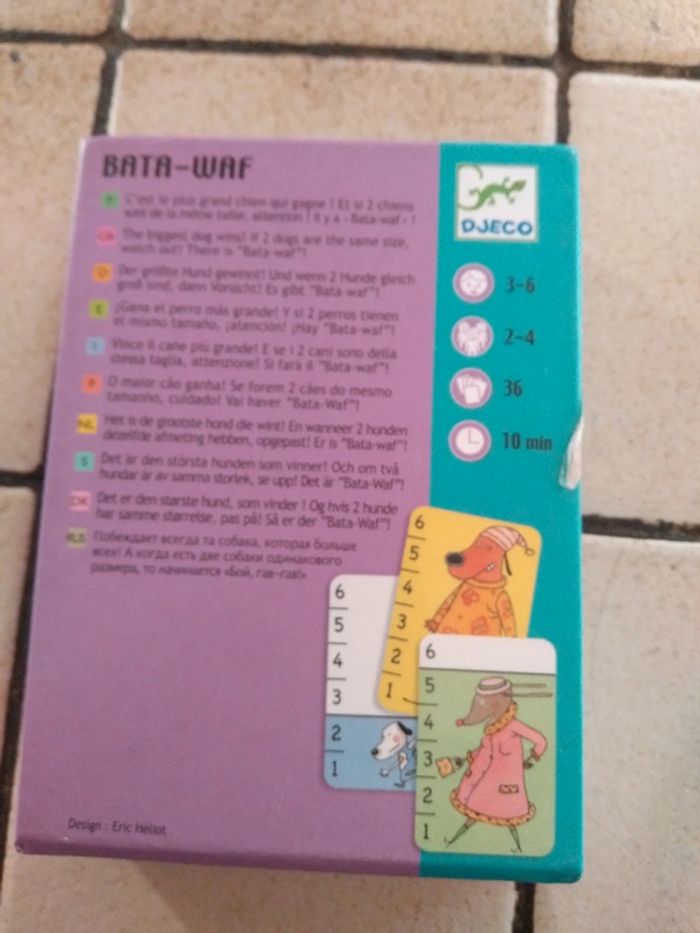 BATA-WAF
F C'est le plus grand chien qui gagne ! Et si 2 chiens
sont de la même taille, attention ! Il y a - Bata-waf - !
The biggest dog wins! If 2 dogs are the same size,
watch out! There is "Bata-waf"!
D Der größte Hund gewinnt! Und wenn 2 Hunde gleich
groß sind, dann Vorsicht! Es gibt "Bata-waf"!
E ¡Gana el perro más grande! Y si 2 perros tienen
el mismo tamaño, ¡atención! ¡Hay "Bata-waf"!
I Vince il cane più grande! E se i 2 cani sono della
stessa taglia, attenzione! Si farà il "Bata-waf"!
P O maior cão ganha! Se forem 2 cães do mesmo
tamanho, cuidado! Vai haver "Bata-Waf"!
NL Het is de grootste hond die wint! En wanneer 2 honden
dezelfde afmeting hebben, opgepast! Er is "Bata-waf"!
S Det är den största hunden som vinner! Och om två
hundar är av samma storlek, se upp! Det är "Bata-Waf"!
DK Det er den største hund, som vinder ! Og hvis 2 hunde
har samme størrelse, pas på! Så er der "Bata-Waf"!
RUS Побеждает всегда та собака, которая больше
всех! А когда есть две собаки одинакового
размера, то начинается «Бой, гав-гав!»
Design : Eric Héliot
DJECO
3-6
2-4
36
10 min
6
5
4
3
2
1
6
5
4
3
2
1
6
5
4
3
2
1